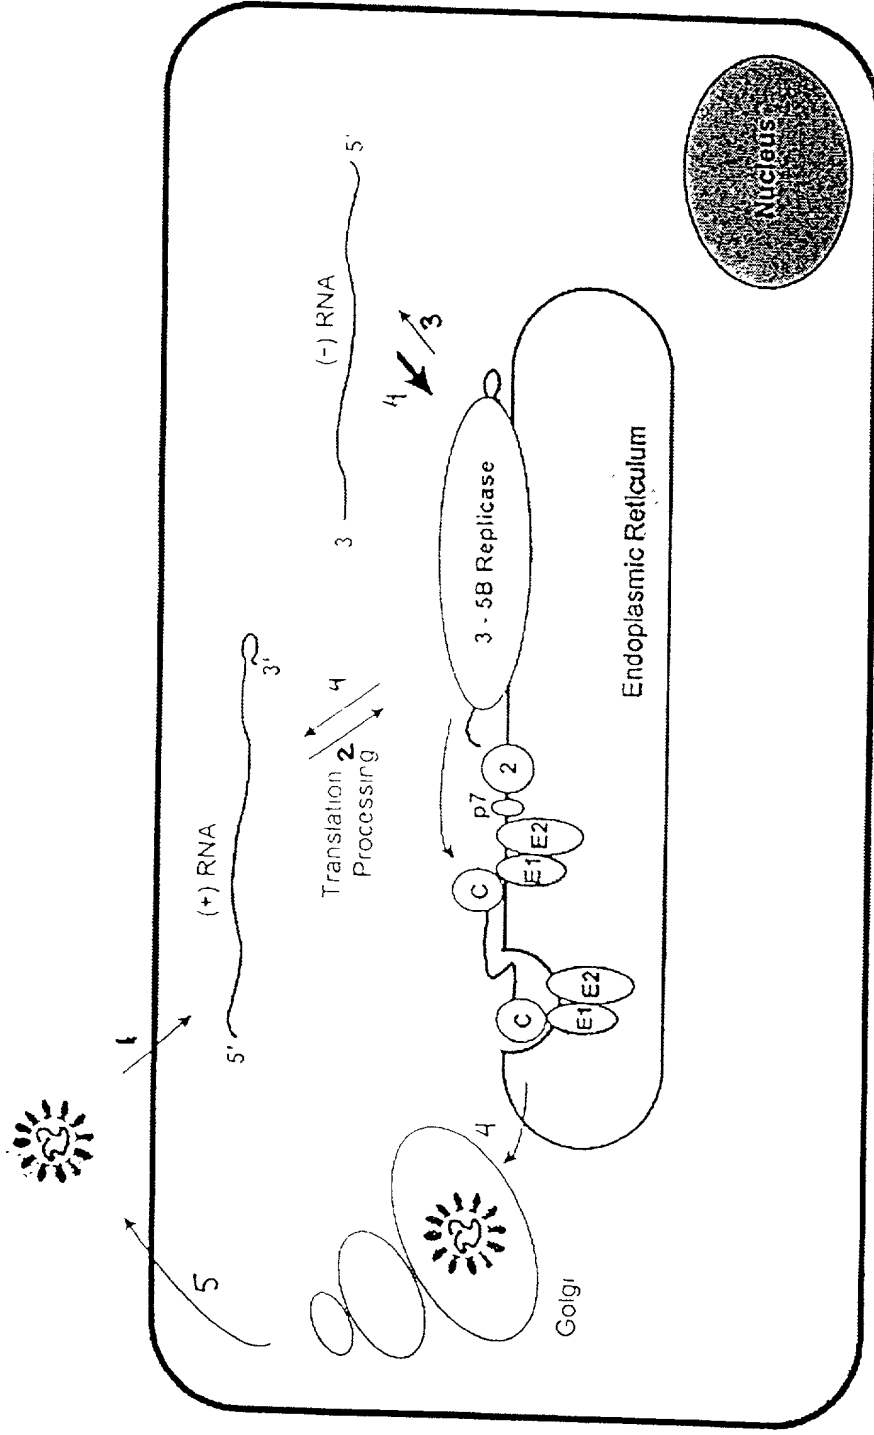 1
5
5'
(+) RNA
3'
Translation 2
Processing
4
3
(-) RNA
5'
4
3
Golgi
4
C
E1
E2
C
E1
E2
p7
2
3 - 5B Replicase
Endoplasmic Reticulum
Nucleus